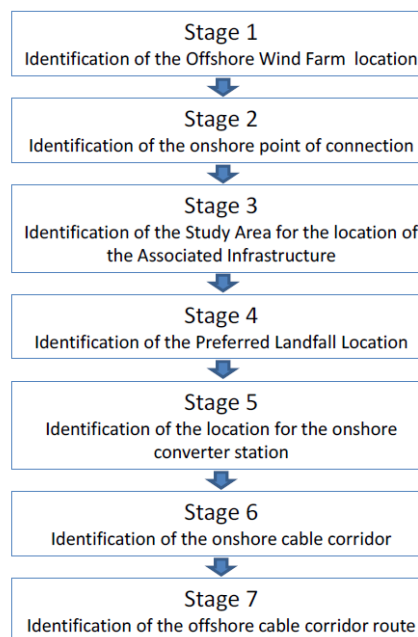 Stage 1
Identification of the Offshore Wind Farm location
Stage 2
Identification of the onshore point of connection
Stage 3
Identification of the Study Area for the location of
the Associated Infrastructure
Stage 4
Identification of the Preferred Landfall Location
Stage 5
Identification of the location for the onshore
converter station
Stage 6
Identification of the onshore cable corridor
Stage 7
Identification of the offshore cable corridor route